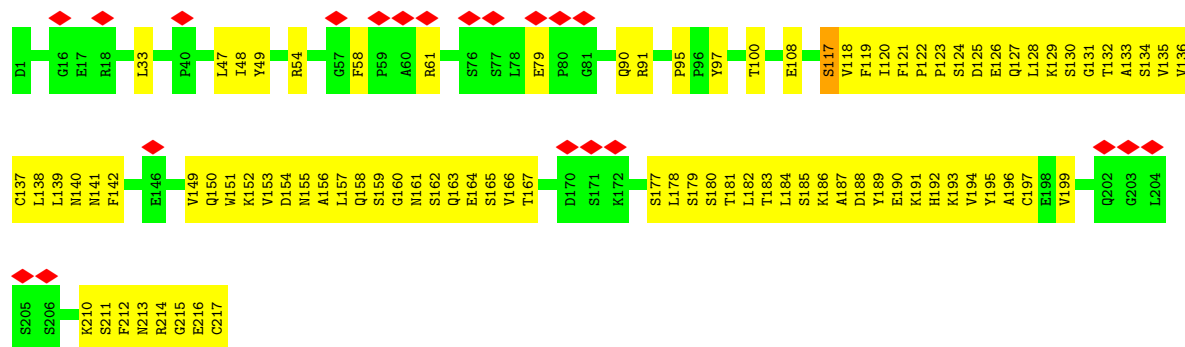 D1 G16 E17 R18 L33 P40 L47 I48 Y49 R54 G57 F58 P59 A60 R61 S76 S77 L78 E79 P80 G81 Q90 R91 P95 P96 Y97 T100 E108 S117 V118 F119 I120 F121 P122 P123 S124 D125 E126 Q127 L128 K129 S130 G131 T132 A133 S134 V135 V136
C137 L138 L139 N140 N141 F142 E146 V149 Q150 W151 K152 V153 D154 N155 A156 L157 Q158 S159 G160 N161 S162 Q163 E164 S165 V166 T167 D170 S171 K172 S177 L178 S179 S180 T181 L182 T183 L184 S185 K186 A187 D188 Y189 E190 K191 H192 K193 V194 Y195 A196 C197 E198 V199 Q202 G203 L204
S205 S206 K210 S211 F212 N213 R214 G215 E216 C217